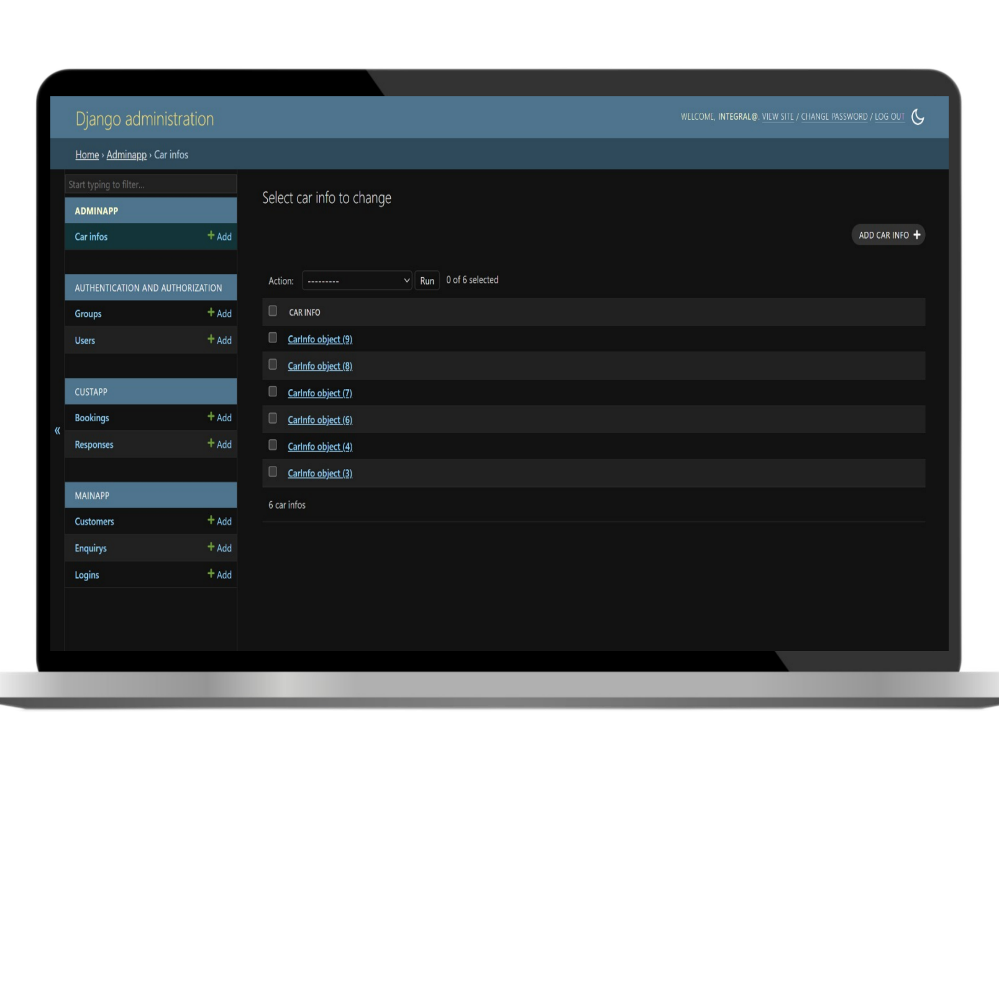 Django administration
WELCOME, INTEGRAL@. VIEW SITE / CHANGE PASSWORD / LOG OUT
Home › Adminapp › Car infos
Start typing to filter...
ADMINAPP
Car infos + Add
AUTHENTICATION AND AUTHORIZATION
Groups + Add
Users + Add
CUSTAPP
Bookings + Add
Responses + Add
MAINAPP
Customers + Add
Enquirys + Add
Logins + Add
«
Select car info to change
ADD CAR INFO +
Action: --------- Run 0 of 6 selected
CAR INFO
CarInfo object (9)
CarInfo object (8)
CarInfo object (7)
CarInfo object (6)
CarInfo object (4)
CarInfo object (3)
6 car infos